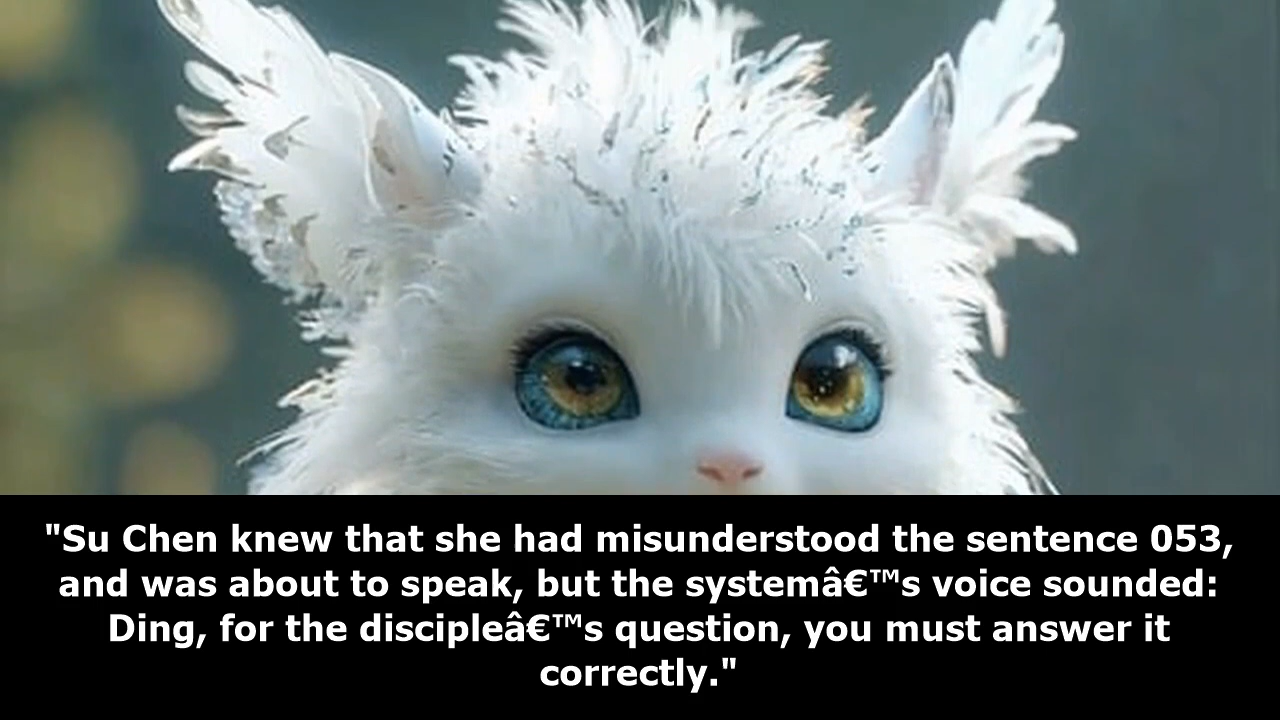 "Su Chen knew that she had misunderstood the sentence 053,
and was about to speak, but the systemâ€™s voice sounded:
Ding, for the discipleâ€™s question, you must answer it
correctly."